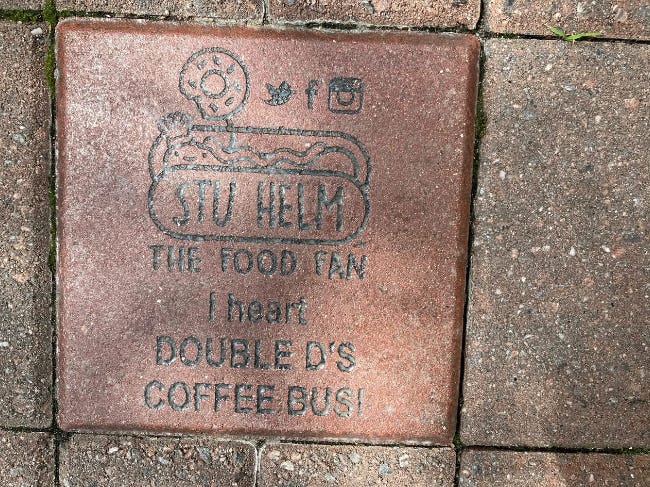 f
STU HELM
THE FOOD FAN
I heart
DOUBLE D'S
COFFEE BUS!